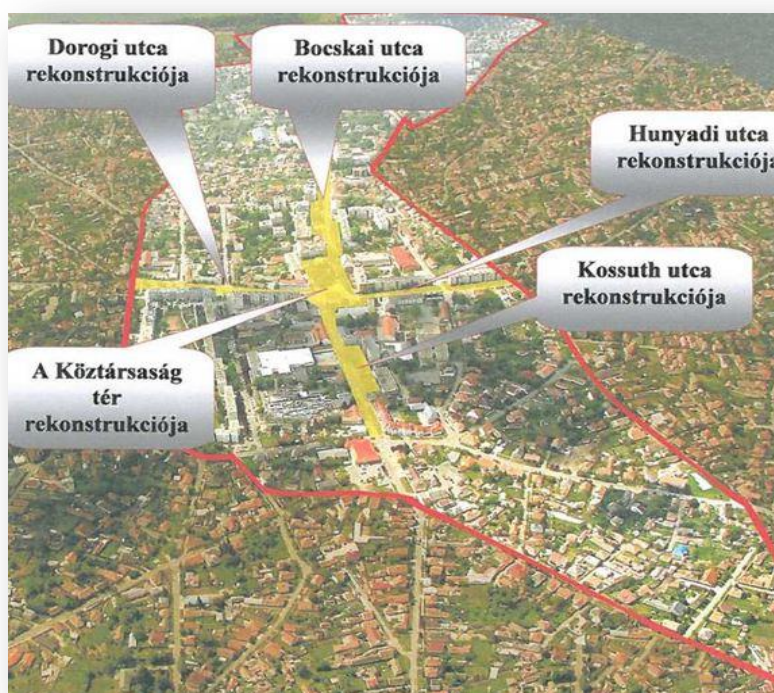 Dorogi utca
rekonstrukciója
Bocskai utca
rekonstrukciója
Hunyadi utca
rekonstrukciója
Kossuth utca
rekonstrukciója
A Köztársaság
tér
rekonstrukciója